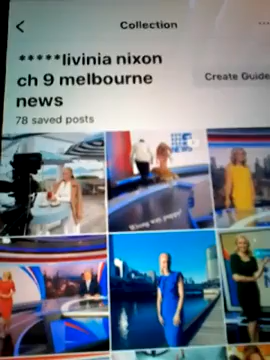 Collection
*****livinia nixon
ch 9 melbourne
news
Create Guide
78 saved posts